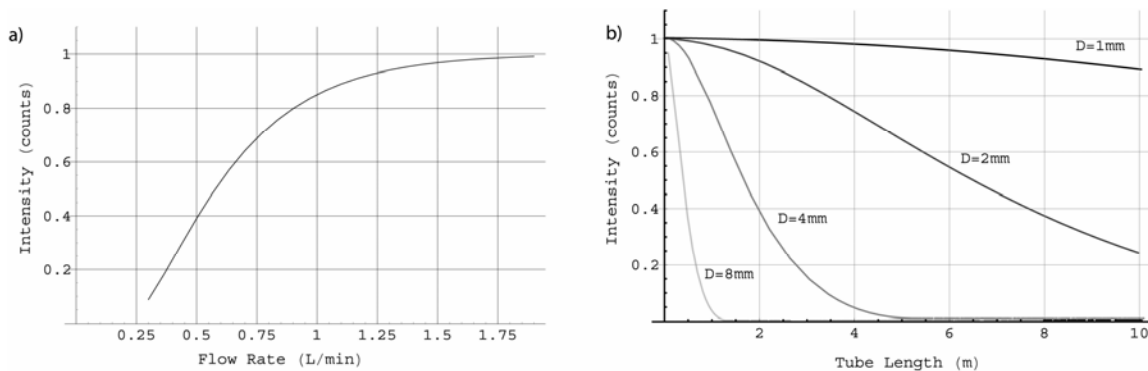 a)
Intensity (counts)
1
0.8
0.6
0.4
0.2
0.25 0.5 0.75 1 1.25 1.5 1.75
Flow Rate (L/min)
b)
Intensity (counts)
1
0.8
0.6
0.4
0.2
D=1mm
D=2mm
D=4mm
D=8mm
2 4 6 8 10
Tube Length (m)